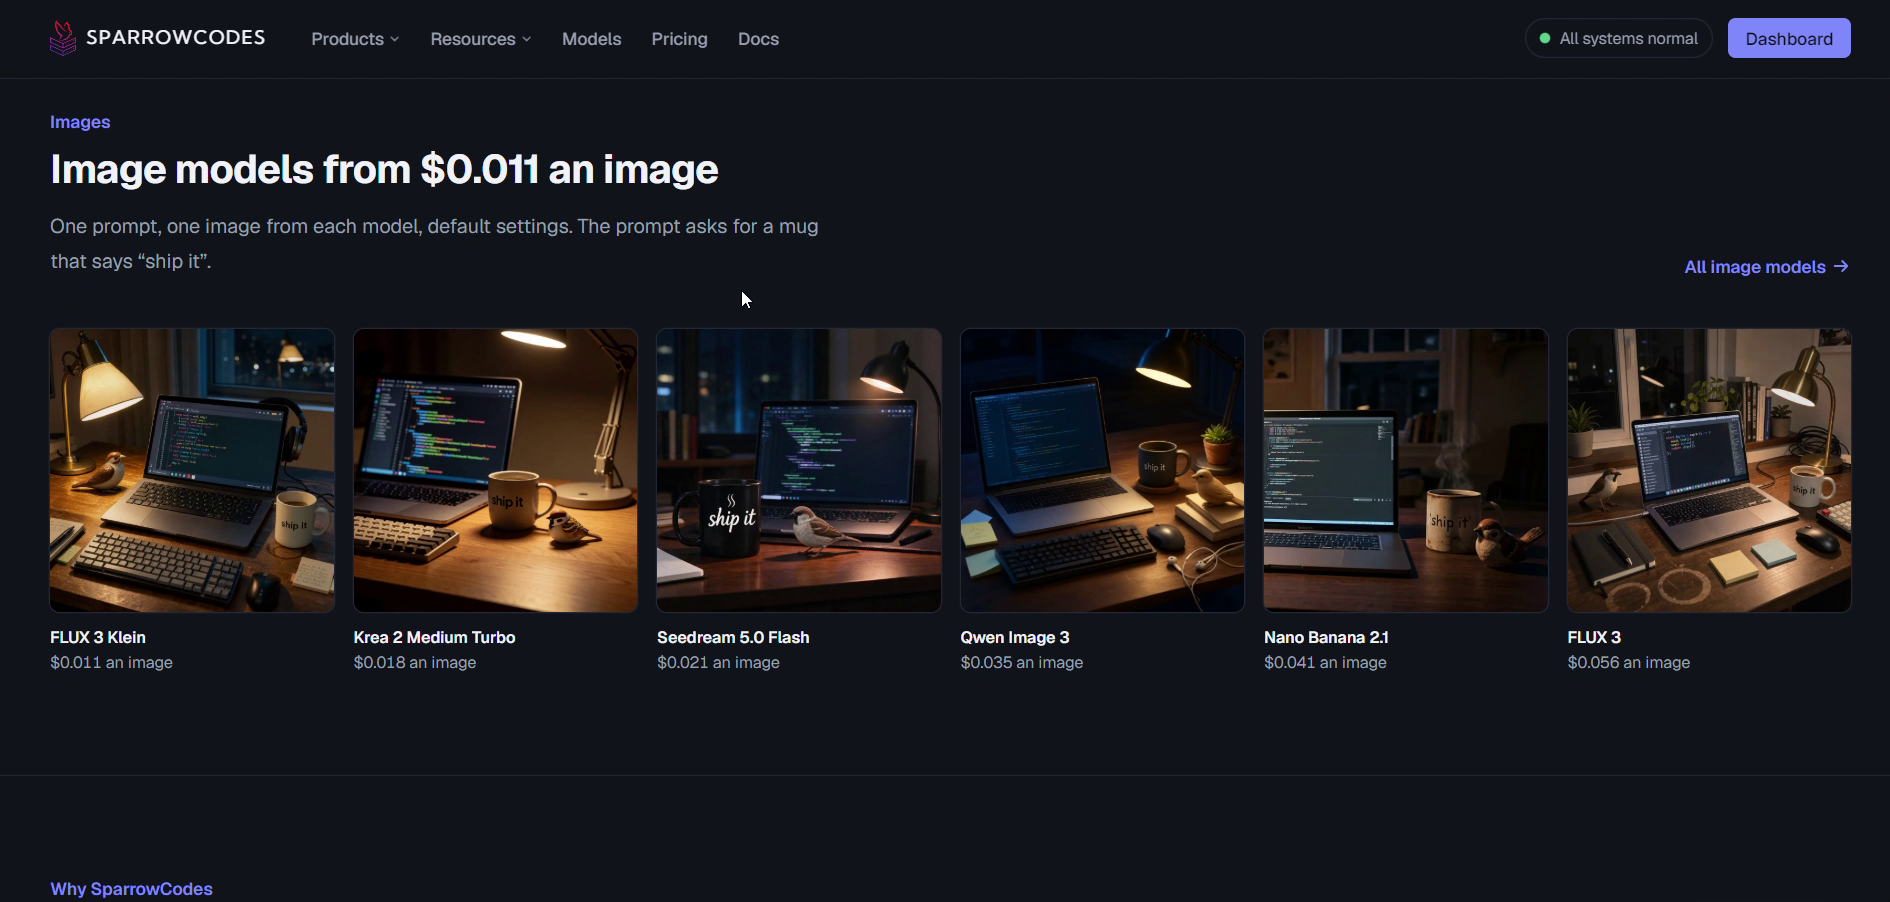 SPARROWCODES
Products
Resources
Models
Pricing
Docs
All systems normal
Dashboard
Images
Image models from $0.011 an image
One prompt, one image from each model, default settings. The prompt asks for a mug
that says “ship it”.
All image models →
ship it
ship it
ship it
ship it
'ship it'
ship it
FLUX 3 Klein
$0.011 an image
Krea 2 Medium Turbo
$0.018 an image
Seedream 5.0 Flash
$0.021 an image
Qwen Image 3
$0.035 an image
Nano Banana 2.1
$0.041 an image
FLUX 3
$0.056 an image
Why SparrowCodes